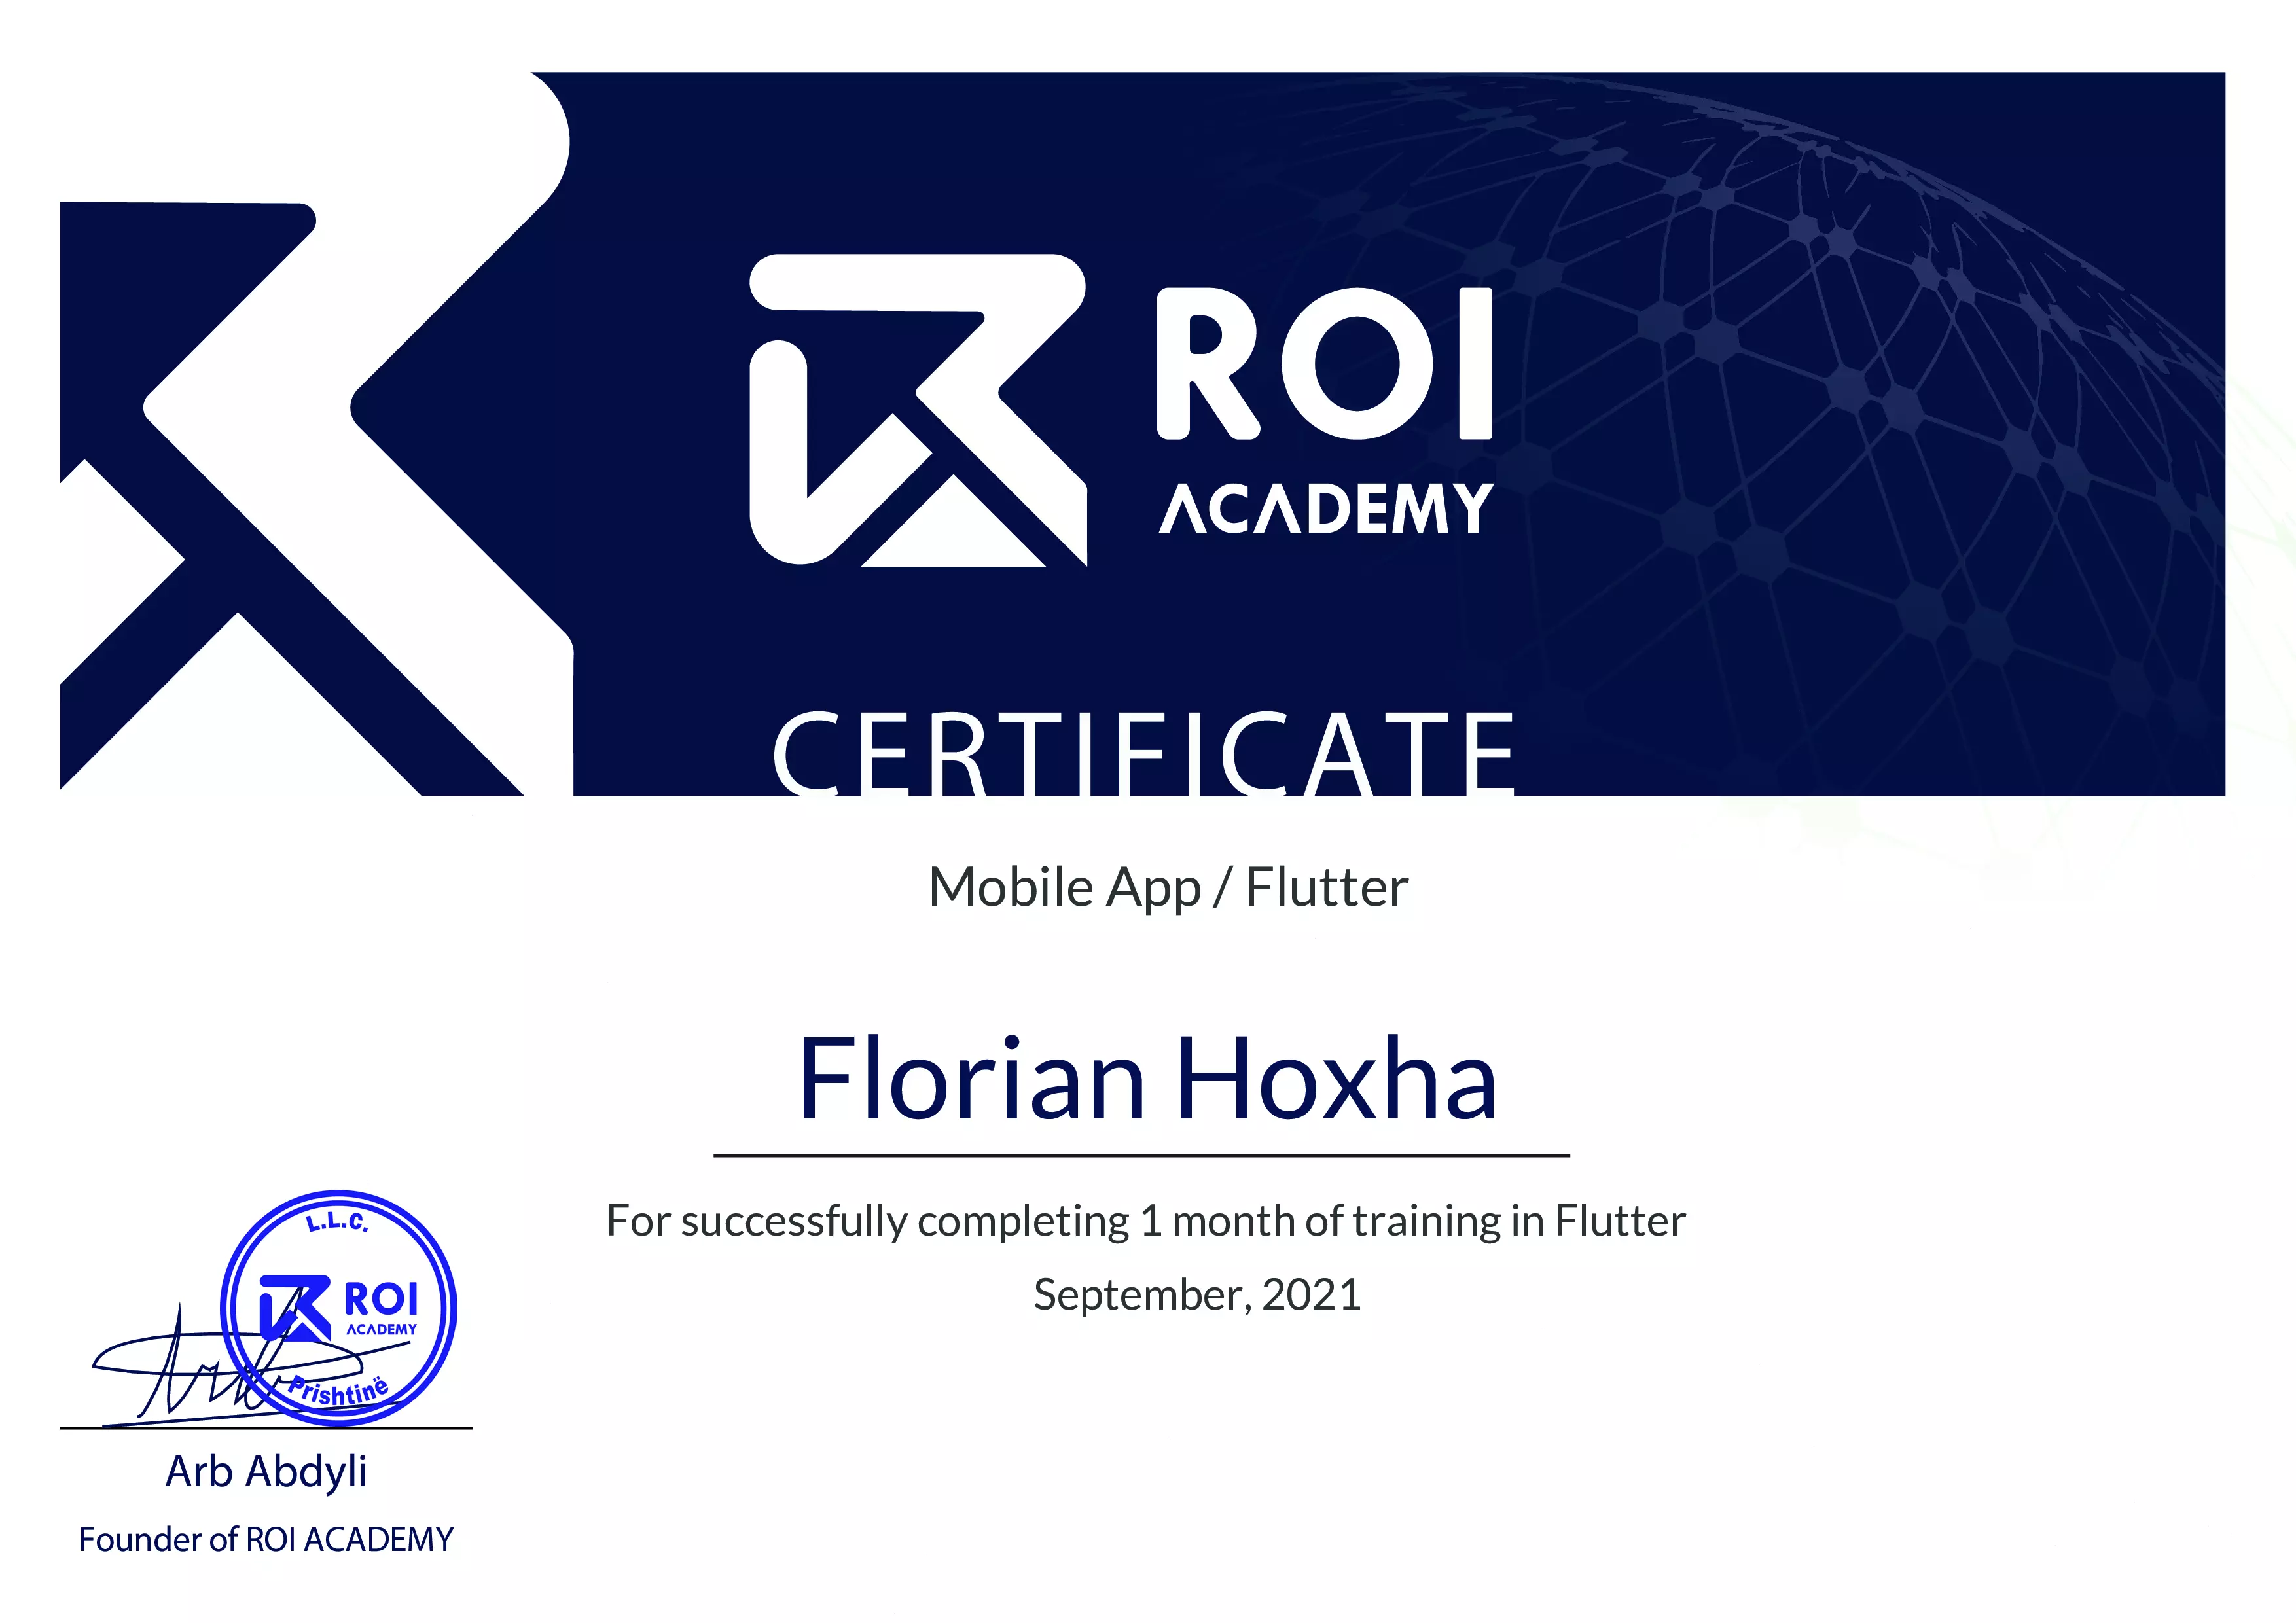 ROI
ACADEMY
CERTIFICATE
Mobile App / Flutter
Florian Hoxha
For successfully completing 1 month of training in Flutter
September, 2021
L.L.C.
ROI
ACADEMY
Prishtinë
Arb Abdyli
Founder of ROI ACADEMY